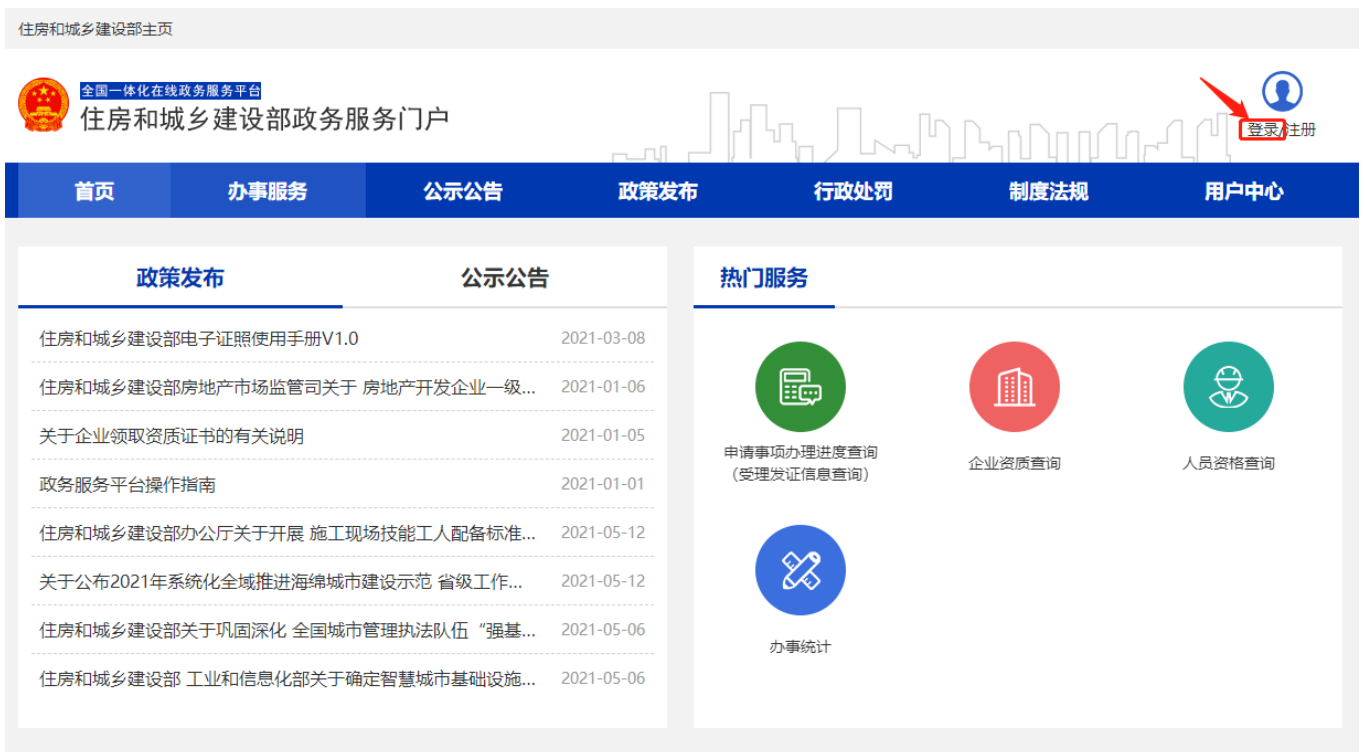 住房和城乡建设部主页
全国一体化在线政务服务平台
住房和城乡建设部政务服务门户
登录/注册
首页 办事服务 公示公告 政策发布 行政处罚 制度法规 用户中心
政策发布 公示公告
住房和城乡建设部电子证照使用手册V1.0 2021-03-08
住房和城乡建设部房地产市场监管司关于 房地产开发企业一级... 2021-01-06
关于企业领取资质证书的有关说明 2021-01-05
政务服务平台操作指南 2021-01-01
住房和城乡建设部办公厅关于开展 施工现场技能工人配备标准... 2021-05-12
关于公布2021年系统化全域推进海绵城市建设示范 省级工作... 2021-05-12
住房和城乡建设部关于巩固深化 全国城市管理执法队伍“强基... 2021-05-06
住房和城乡建设部 工业和信息化部关于确定智慧城市基础设施... 2021-05-06
热门服务
申请事项办理进度查询
（受理发证信息查询）
企业资质查询
人员资格查询
办事统计